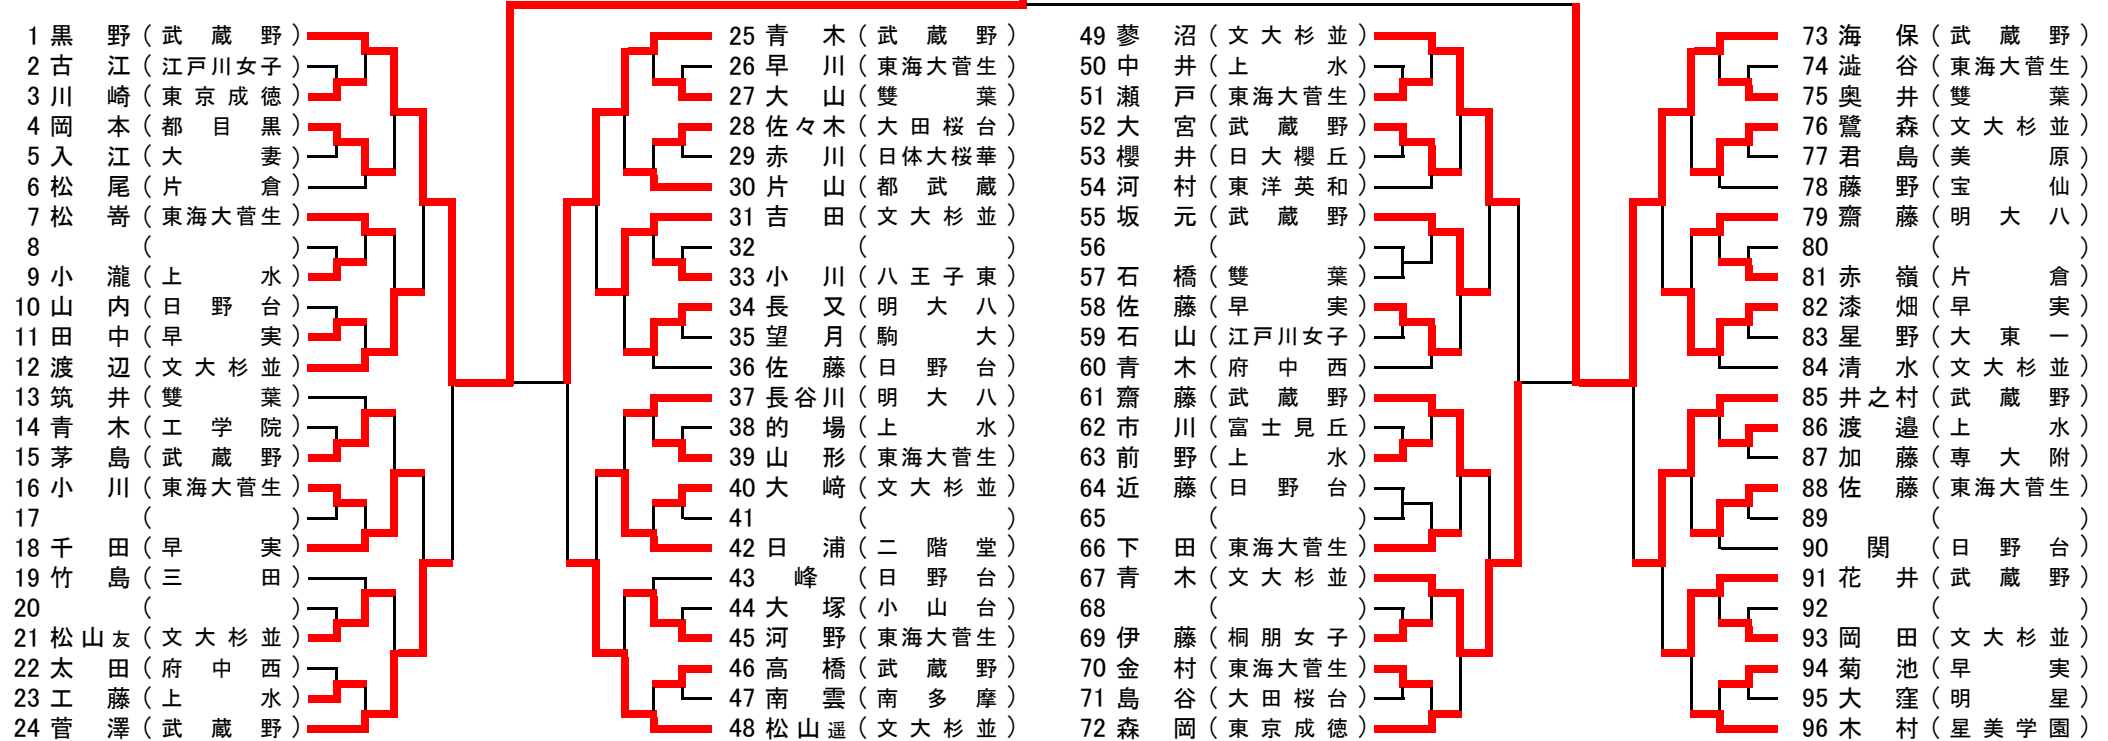 1 黒 野 ( 武 蔵 野 )
2 古 江 ( 江戸川女子 )
3 川 崎 ( 東 京 成 徳 )
4 岡 本 ( 都 目 黒 )
5 入 江 ( 大 妻 )
6 松 尾 ( 片 倉 )
7 松 嵜 ( 東海大菅生 )
8 ( )
9 小 瀧 ( 上 水 )
10 山 内 ( 日 野 台 )
11 田 中 ( 早 実 )
12 渡 辺 ( 文 大 杉 並 )
13 筑 井 ( 雙 葉 )
14 青 木 ( 工 学 院 )
15 茅 島 ( 武 蔵 野 )
16 小 川 ( 東海大菅生 )
17 ( )
18 千 田 ( 早 実 )
19 竹 島 ( 三 田 )
20 ( )
21 松 山 友 ( 文 大 杉 並 )
22 太 田 ( 府 中 西 )
23 工 藤 ( 上 水 )
24 菅 澤 ( 武 蔵 野 )
25 青 木 ( 武 蔵 野 )
26 早 川 ( 東海大菅生 )
27 大 山 ( 雙 葉 )
28 佐々木 ( 大 田 桜 台 )
29 赤 川 ( 日体大桜華 )
30 片 山 ( 都 武 蔵 )
31 吉 田 ( 文 大 杉 並 )
32 ( )
33 小 川 ( 八 王 子 東 )
34 長 又 ( 明 大 八 )
35 望 月 ( 駒 大 )
36 佐 藤 ( 日 野 台 )
37 長谷川 ( 明 大 八 )
38 的 場 ( 上 水 )
39 山 形 ( 東海大菅生 )
40 大 﨑 ( 文 大 杉 並 )
41 ( )
42 日 浦 ( 二 階 堂 )
43 峰 ( 日 野 台 )
44 大 塚 ( 小 山 台 )
45 河 野 ( 東海大菅生 )
46 高 橋 ( 武 蔵 野 )
47 南 雲 ( 南 多 摩 )
48 松 山 遥 ( 文 大 杉 並 )
49 蓼 沼 ( 文 大 杉 並 )
50 中 井 ( 上 水 )
51 瀬 戸 ( 東海大菅生 )
52 大 宮 ( 武 蔵 野 )
53 櫻 井 ( 日 大 櫻 丘 )
54 河 村 ( 東 洋 英 和 )
55 坂 元 ( 武 蔵 野 )
56 ( )
57 石 橋 ( 雙 葉 )
58 佐 藤 ( 早 実 )
59 石 山 ( 江戸川女子 )
60 青 木 ( 府 中 西 )
61 齋 藤 ( 武 蔵 野 )
62 市 川 ( 富 士 見 丘 )
63 前 野 ( 上 水 )
64 近 藤 ( 日 野 台 )
65 ( )
66 下 田 ( 東海大菅生 )
67 青 木 ( 文 大 杉 並 )
68 ( )
69 伊 藤 ( 桐 朋 女 子 )
70 金 村 ( 東海大菅生 )
71 島 谷 ( 大 田 桜 台 )
72 森 岡 ( 東 京 成 徳 )
73 海 保 ( 武 蔵 野 )
74 澁 谷 ( 東海大菅生 )
75 奥 井 ( 雙 葉 )
76 鷺 森 ( 文 大 杉 並 )
77 君 島 ( 美 原 )
78 藤 野 ( 宝 仙 )
79 齋 藤 ( 明 大 八 )
80 ( )
81 赤 嶺 ( 片 倉 )
82 漆 畑 ( 早 実 )
83 星 野 ( 大 東 一 )
84 清 水 ( 文 大 杉 並 )
85 井之村 ( 武 蔵 野 )
86 渡 邉 ( 上 水 )
87 加 藤 ( 専 大 附 )
88 佐 藤 ( 東海大菅生 )
89 ( )
90 関 ( 日 野 台 )
91 花 井 ( 武 蔵 野 )
92 ( )
93 岡 田 ( 文 大 杉 並 )
94 菊 池 ( 早 実 )
95 大 窪 ( 明 星 )
96 木 村 ( 星 美 学 園 )